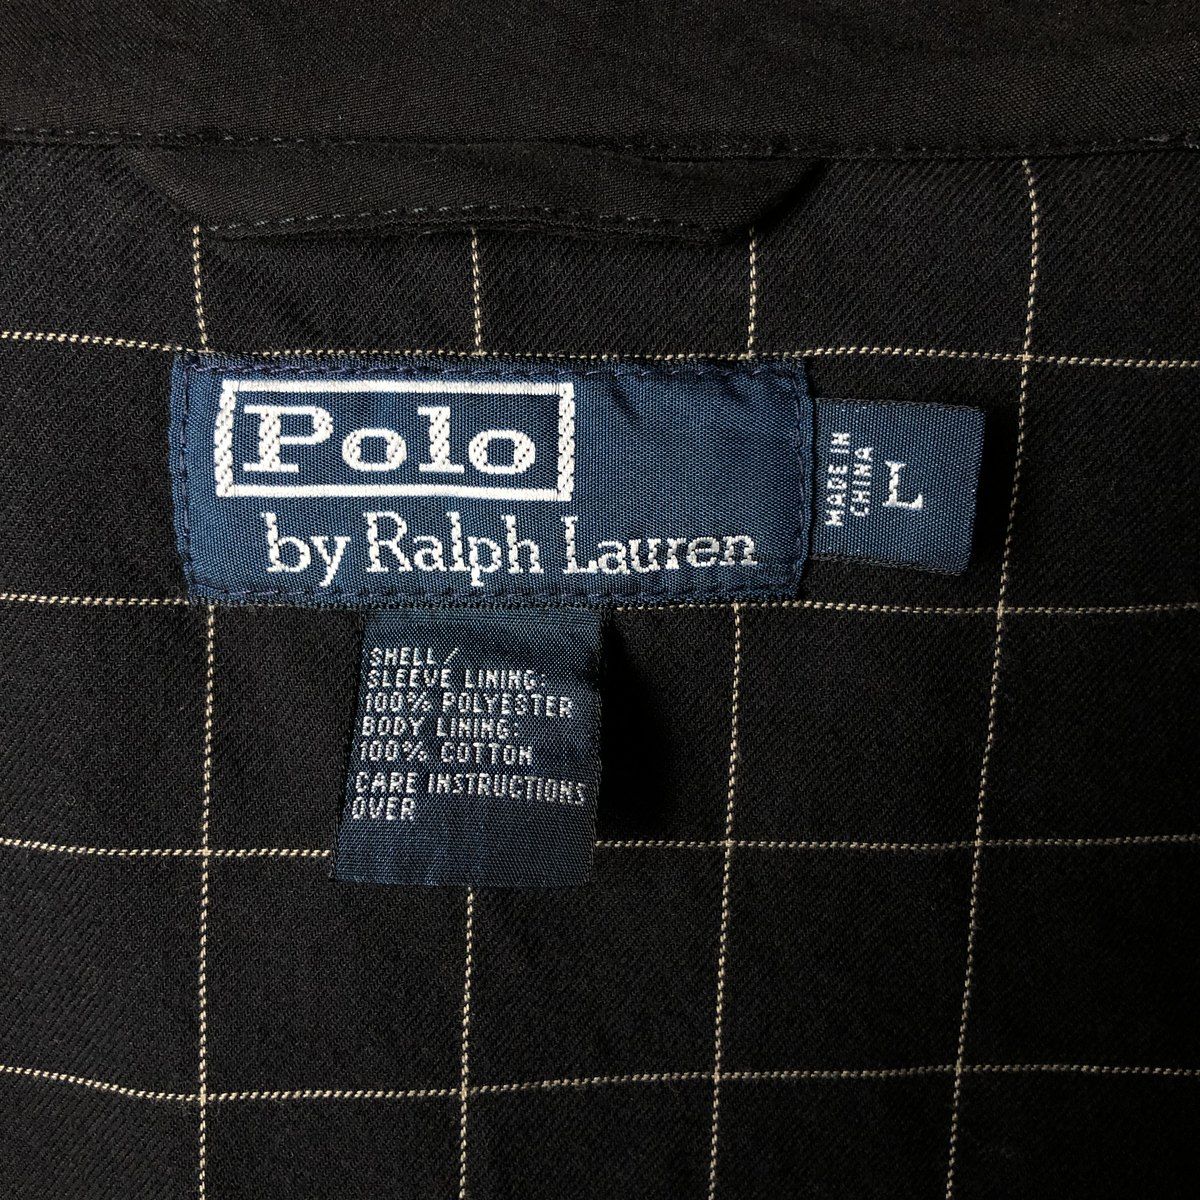 Polo
by Ralph Lauren
MADE IN
CHINA
L
SHELL/
SLEEVE LINING:
100% POLYESTER
BODY LINING:
100% COTTON
CARE INSTRUCTIONS
OVER